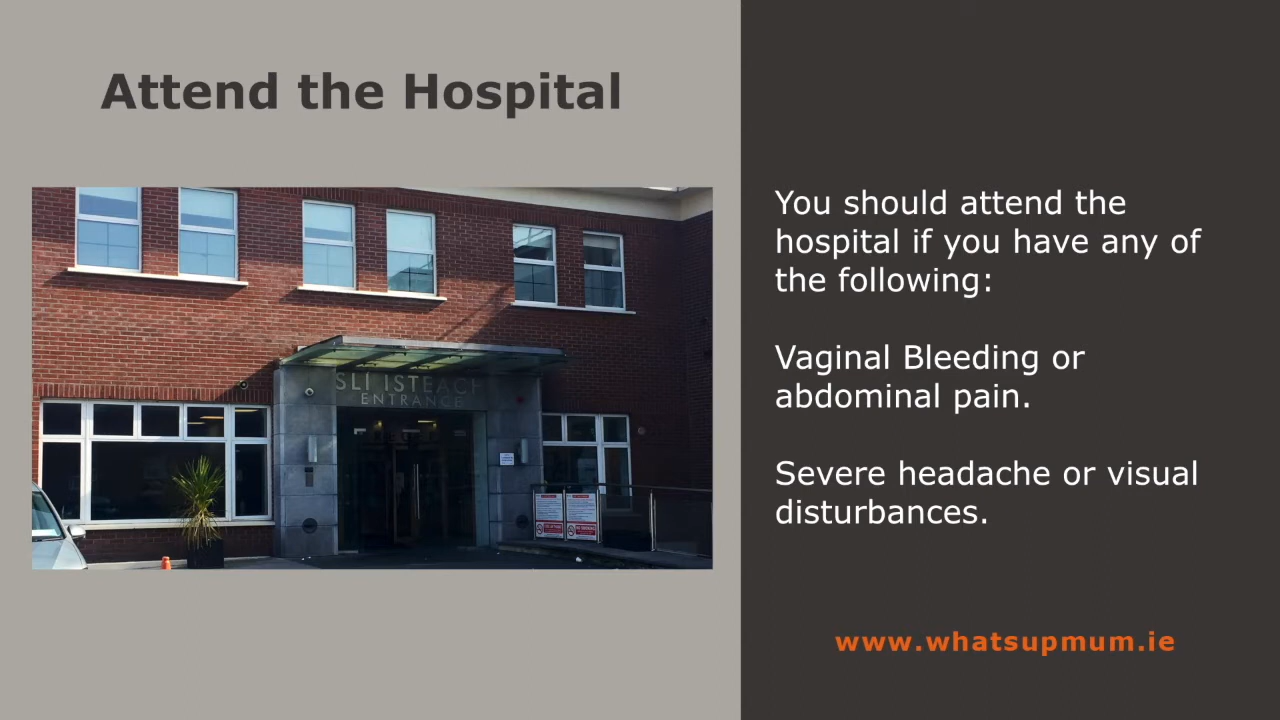 Attend the Hospital
SLÍ ISTEACH
ENTRANCE
You should attend the
hospital if you have any of
the following:
Vaginal Bleeding or
abdominal pain.
Severe headache or visual
disturbances.
www.whatsupmum.ie